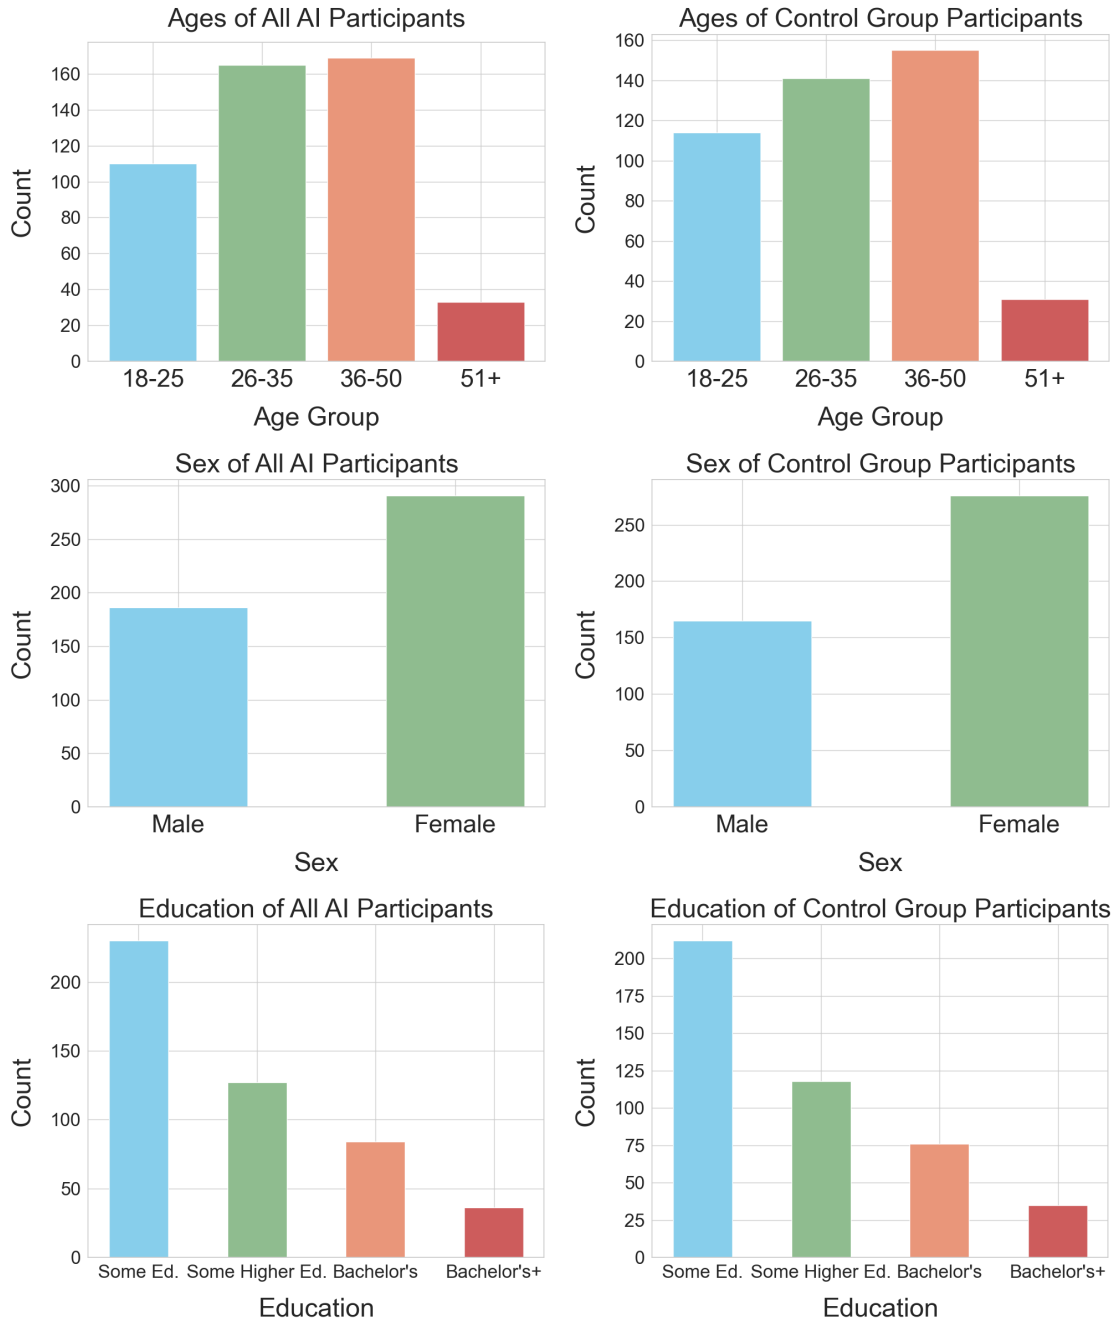 Ages of All AI Participants
Count
160
140
120
100
80
60
40
20
0
18-25 26-35 36-50 51+
Age Group
Ages of Control Group Participants
Count
160
140
120
100
80
60
40
20
0
18-25 26-35 36-50 51+
Age Group
Sex of All AI Participants
Count
300
250
200
150
100
50
0
Male Female
Sex
Sex of Control Group Participants
Count
250
200
150
100
50
0
Male Female
Sex
Education of All AI Participants
Count
200
150
100
50
0
Some Ed. Some Higher Ed. Bachelor's Bachelor's+
Education
Education of Control Group Participants
Count
200
175
150
125
100
75
50
25
0
Some Ed. Some Higher Ed. Bachelor's Bachelor's+
Education